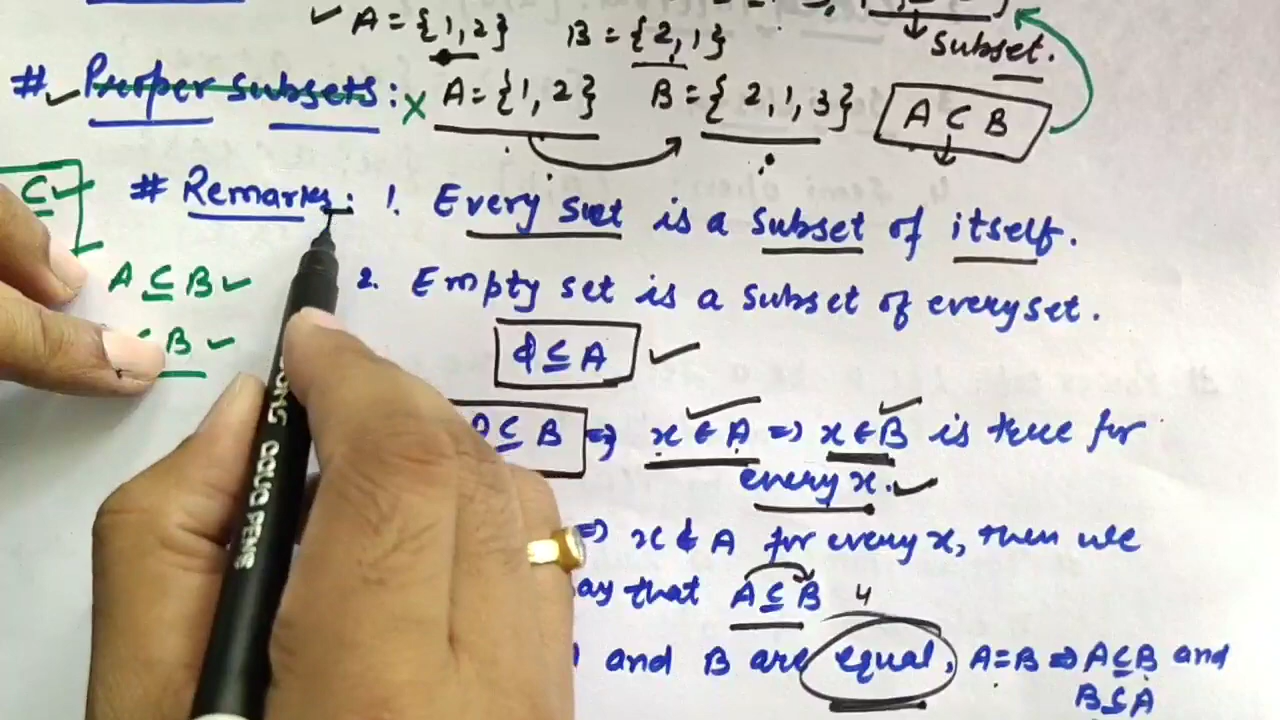 A = {1,2} B = {2,1}
Subset.
# Proper subsets: × A = {1,2} B = {2,1,3} A ⊂ B
⊆ # Remarks: 1. Every set is a subset of itself.
A ⊆ B 2. Empty set is a subset of every set.
B ϕ ⊆ A
⊆ B ⇒ x ∈ A ⇒ x ∈ B is true for
every x.
⇒ x ∉ A for every x, then we
say that A ⊆ B 4
and B are equal, A=B ⇒ A⊆B and
B⊆A